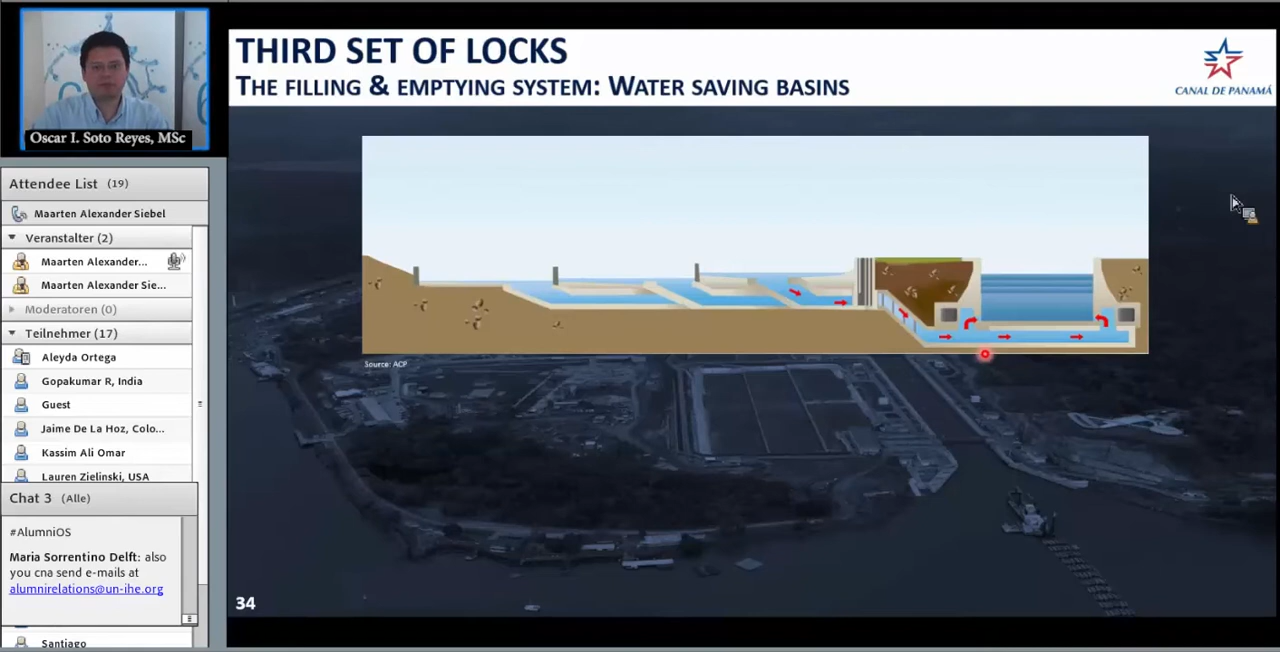 Oscar I. Soto Reyes, MSc
THIRD SET OF LOCKS
THE FILLING & EMPTYING SYSTEM: WATER SAVING BASINS
CANAL DE PANAMÁ
Attendee List (19)
Maarten Alexander Siebel
Veranstalter (2)
Maarten Alexander...
Maarten Alexander Sie...
Moderatoren (0)
Teilnehmer (17)
Aleyda Ortega
Gopakumar R, India
Guest
Jaime De La Hoz, Colo...
Kassim Ali Omar
Lauren Zielinski, USA
Chat 3 (Alle)
#AlumniOS
Maria Sorrentino Delft: also
you cna send e-mails at
alumnirelations@un-ihe.org
Santiago
Source: ACP
34